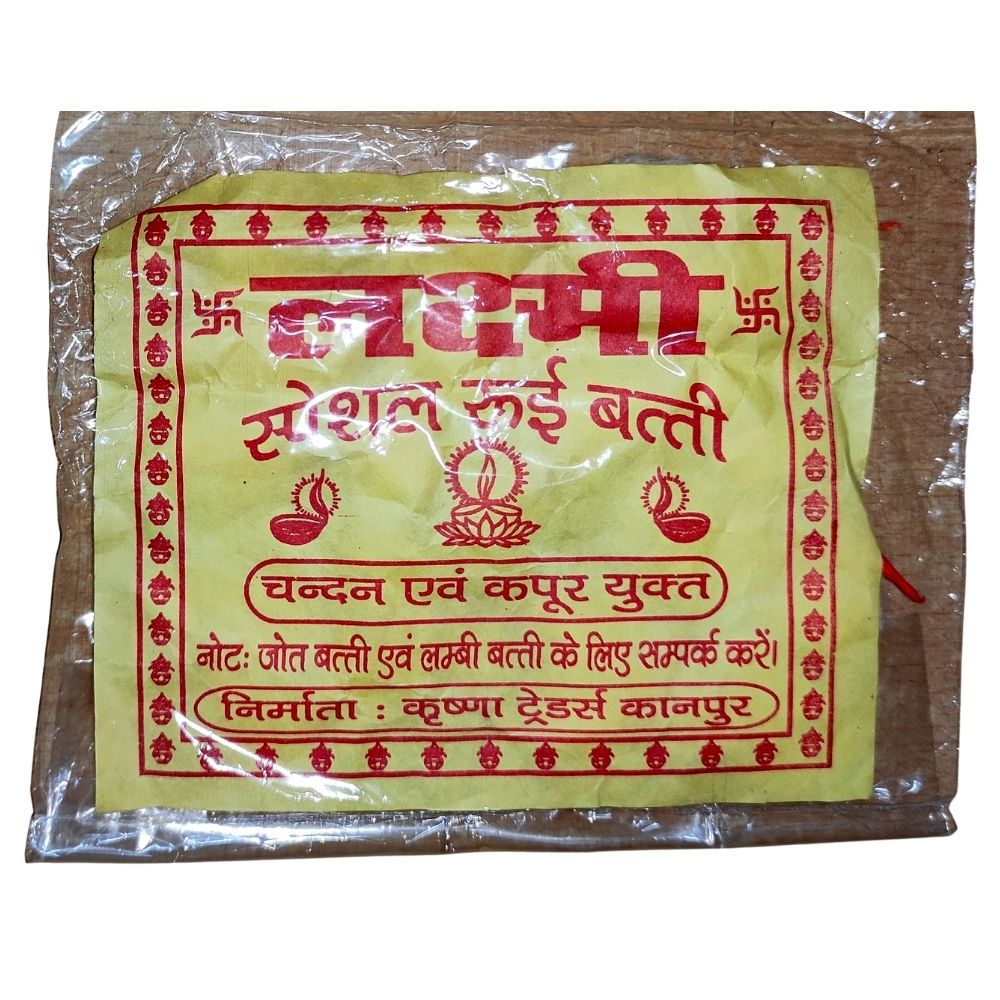 लक्ष्मी
स्पेशल रूई बत्ती
चन्दन एवं कपूर युक्त
नोटः जोत बत्ती एवं लम्बी बत्ती के लिए सम्पर्क करें।
निर्माता : कृष्णा ट्रेडर्स कानपुर